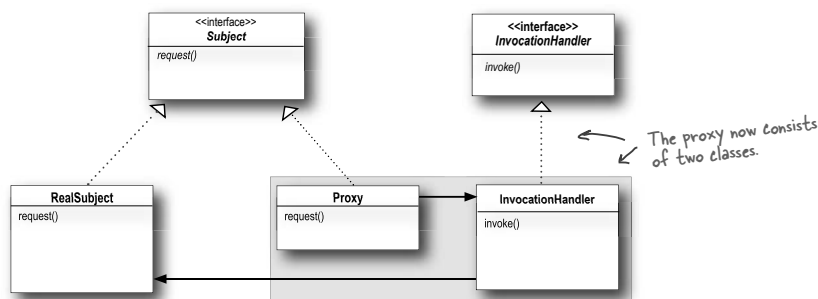 <<interface>>
Subject
request()
<<interface>>
InvocationHandler
invoke()
The proxy now consists
of two classes.
RealSubject
request()
Proxy
request()
InvocationHandler
invoke()